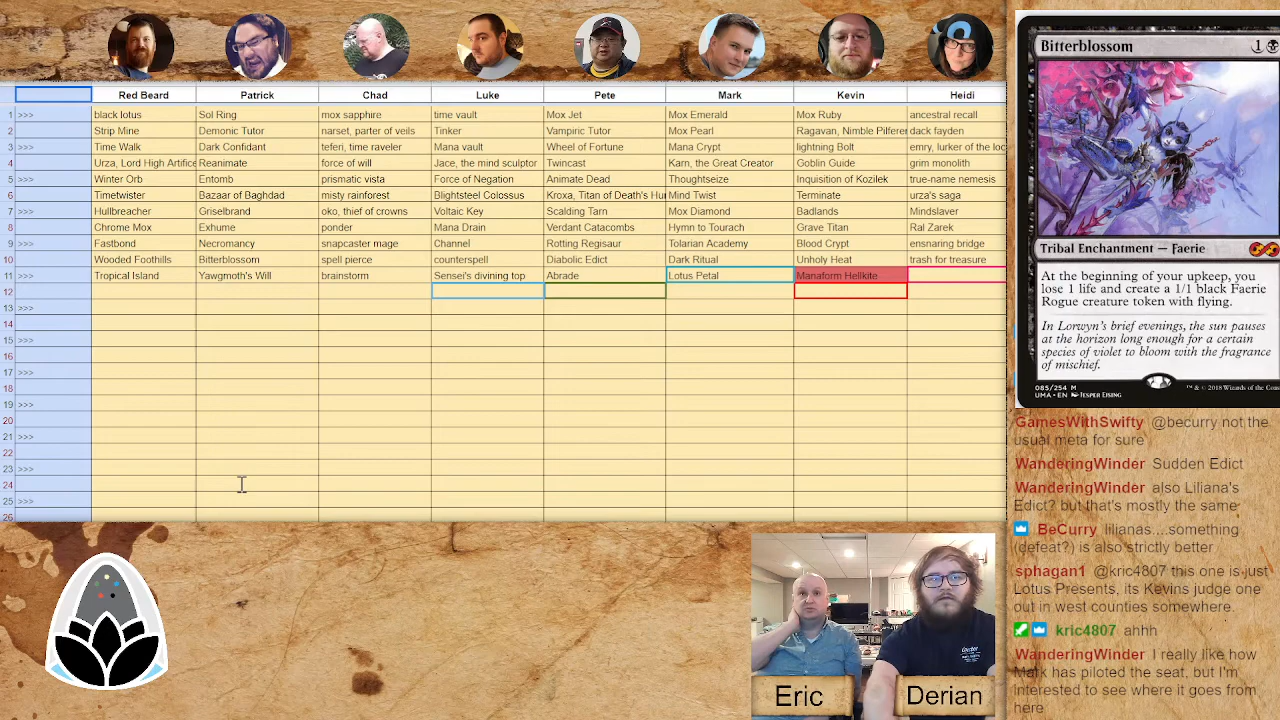 Red Beard Patrick Chad Luke Pete Mark Kevin Heidi
1 >>> black lotus Sol Ring mox sapphire time vault Mox Jet Mox Emerald Mox Ruby ancestral recall
2 Strip Mine Demonic Tutor narset, parter of veils Tinker Vampiric Tutor Mox Pearl Ragavan, Nimble Pilferer dack fayden
3 >>> Time Walk Dark Confidant tefen, time raveler Mana vault Wheel of Fortune Mana Crypt lightning Bolt emry, lurker of the loc
4 Urza, Lord High Artifice Reanimate force of will Jace, the mind sculptor Twincast Karn, the Great Creator Goblin Guide grim monolith
5 >>> Winter Orb Entomb prismatic vista Force of Negation Animate Dead Thoughtseize Inquisition of Kozilek true-name nemesis
6 Timetwister Bazaar of Baghdad misty rainforest Blightsteel Colossus Kroxa, Titan of Death's Hun Mind Twist Terminate urza's saga
7 >>> Hullbreacher Griselbrand oko, thief of crowns Voltaic Key Scalding Tarn Mox Diamond Badlands Mindslaver
8 Chrome Mox Exhume ponder Mana Drain Verdant Catacombs Hymn to Tourach Grave Titan Ral Zarek
9 >>> Fastbond Necromancy snapcaster mage Channel Rotting Regisaur Tolarian Academy Blood Crypt ensnaring bridge
10 Wooded Foothills Bitterblossom spell pierce counterspell Diabolic Edict Dark Ritual Unholy Heat trash for treasure
11 >>> Tropical Island Yawgmoth's Will brainstorm Sensei's divining top Abrade Lotus Petal Manaform Hellkite
12
13 >>>
14
15 >>>
16
17 >>>
18
19 >>>
20
21 >>>
22
23 >>>
24
25 >>>
26
Bitterblossom 1
Tribal Enchantment — Faerie
At the beginning of your upkeep, you
lose 1 life and create a 1/1 black Faerie
Rogue creature token with flying.
In Lorwyn's brief evenings, the sun pauses
at the horizon long enough for a certain
species of violet to bloom with the fragrance
of mischief.
085/254 M
UMA • EN Jesper Ejsing
™ & © 2018 Wizards of the Coas
GamesWithSwifty @becurry not the
usual meta for sure
WanderingWinder Sudden Edict
WanderingWinder also Liliana's
Edict? but that's mostly the same
BeCurry lilianas....something
(defeat?) is also strictly better
sphagan1 @kric4807 this one is just
Lotus Presents, its Kevins judge one
out in west counties somewhere.
kric4807 ahhh
WanderingWinder I really like how
Mark has piloted the seat, but I'm
interested to see where it goes from
here
Eric
Derian